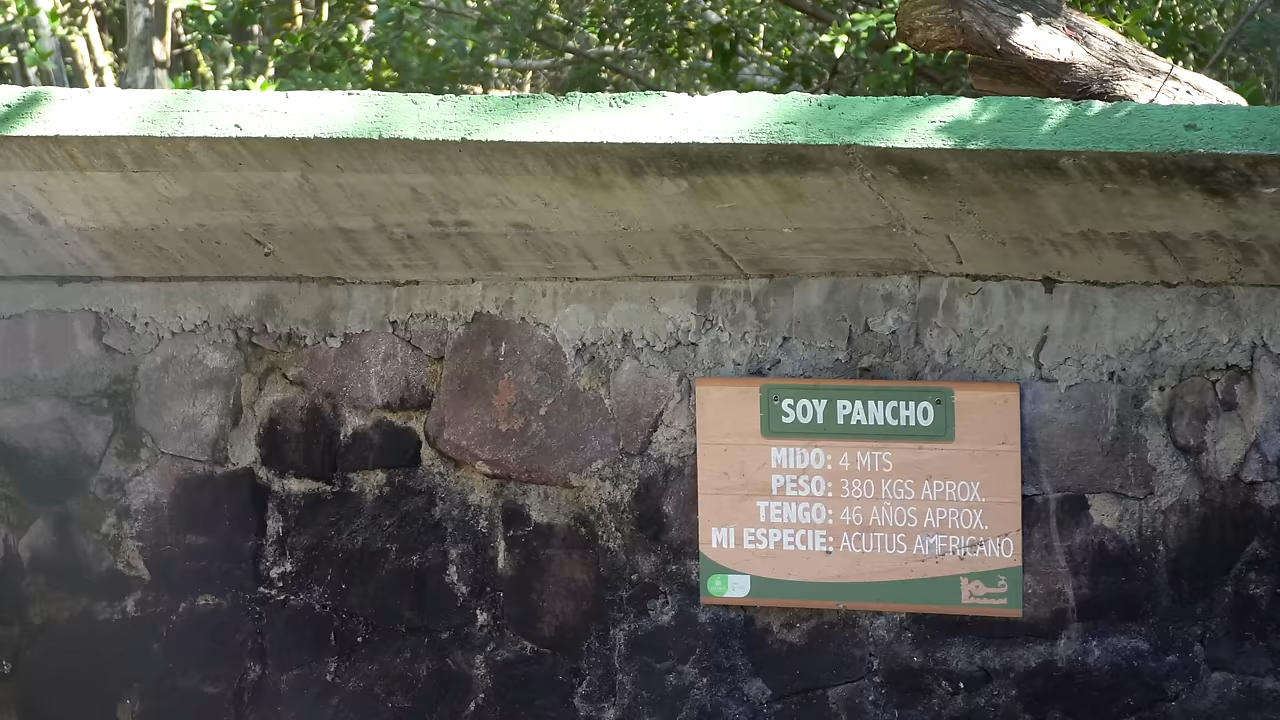 SOY PANCHO
MIDO: 4 MTS
PESO: 380 KGS APROX.
TENGO: 46 AÑOS APROX.
MI ESPECIE: ACUTUS AMERICANO